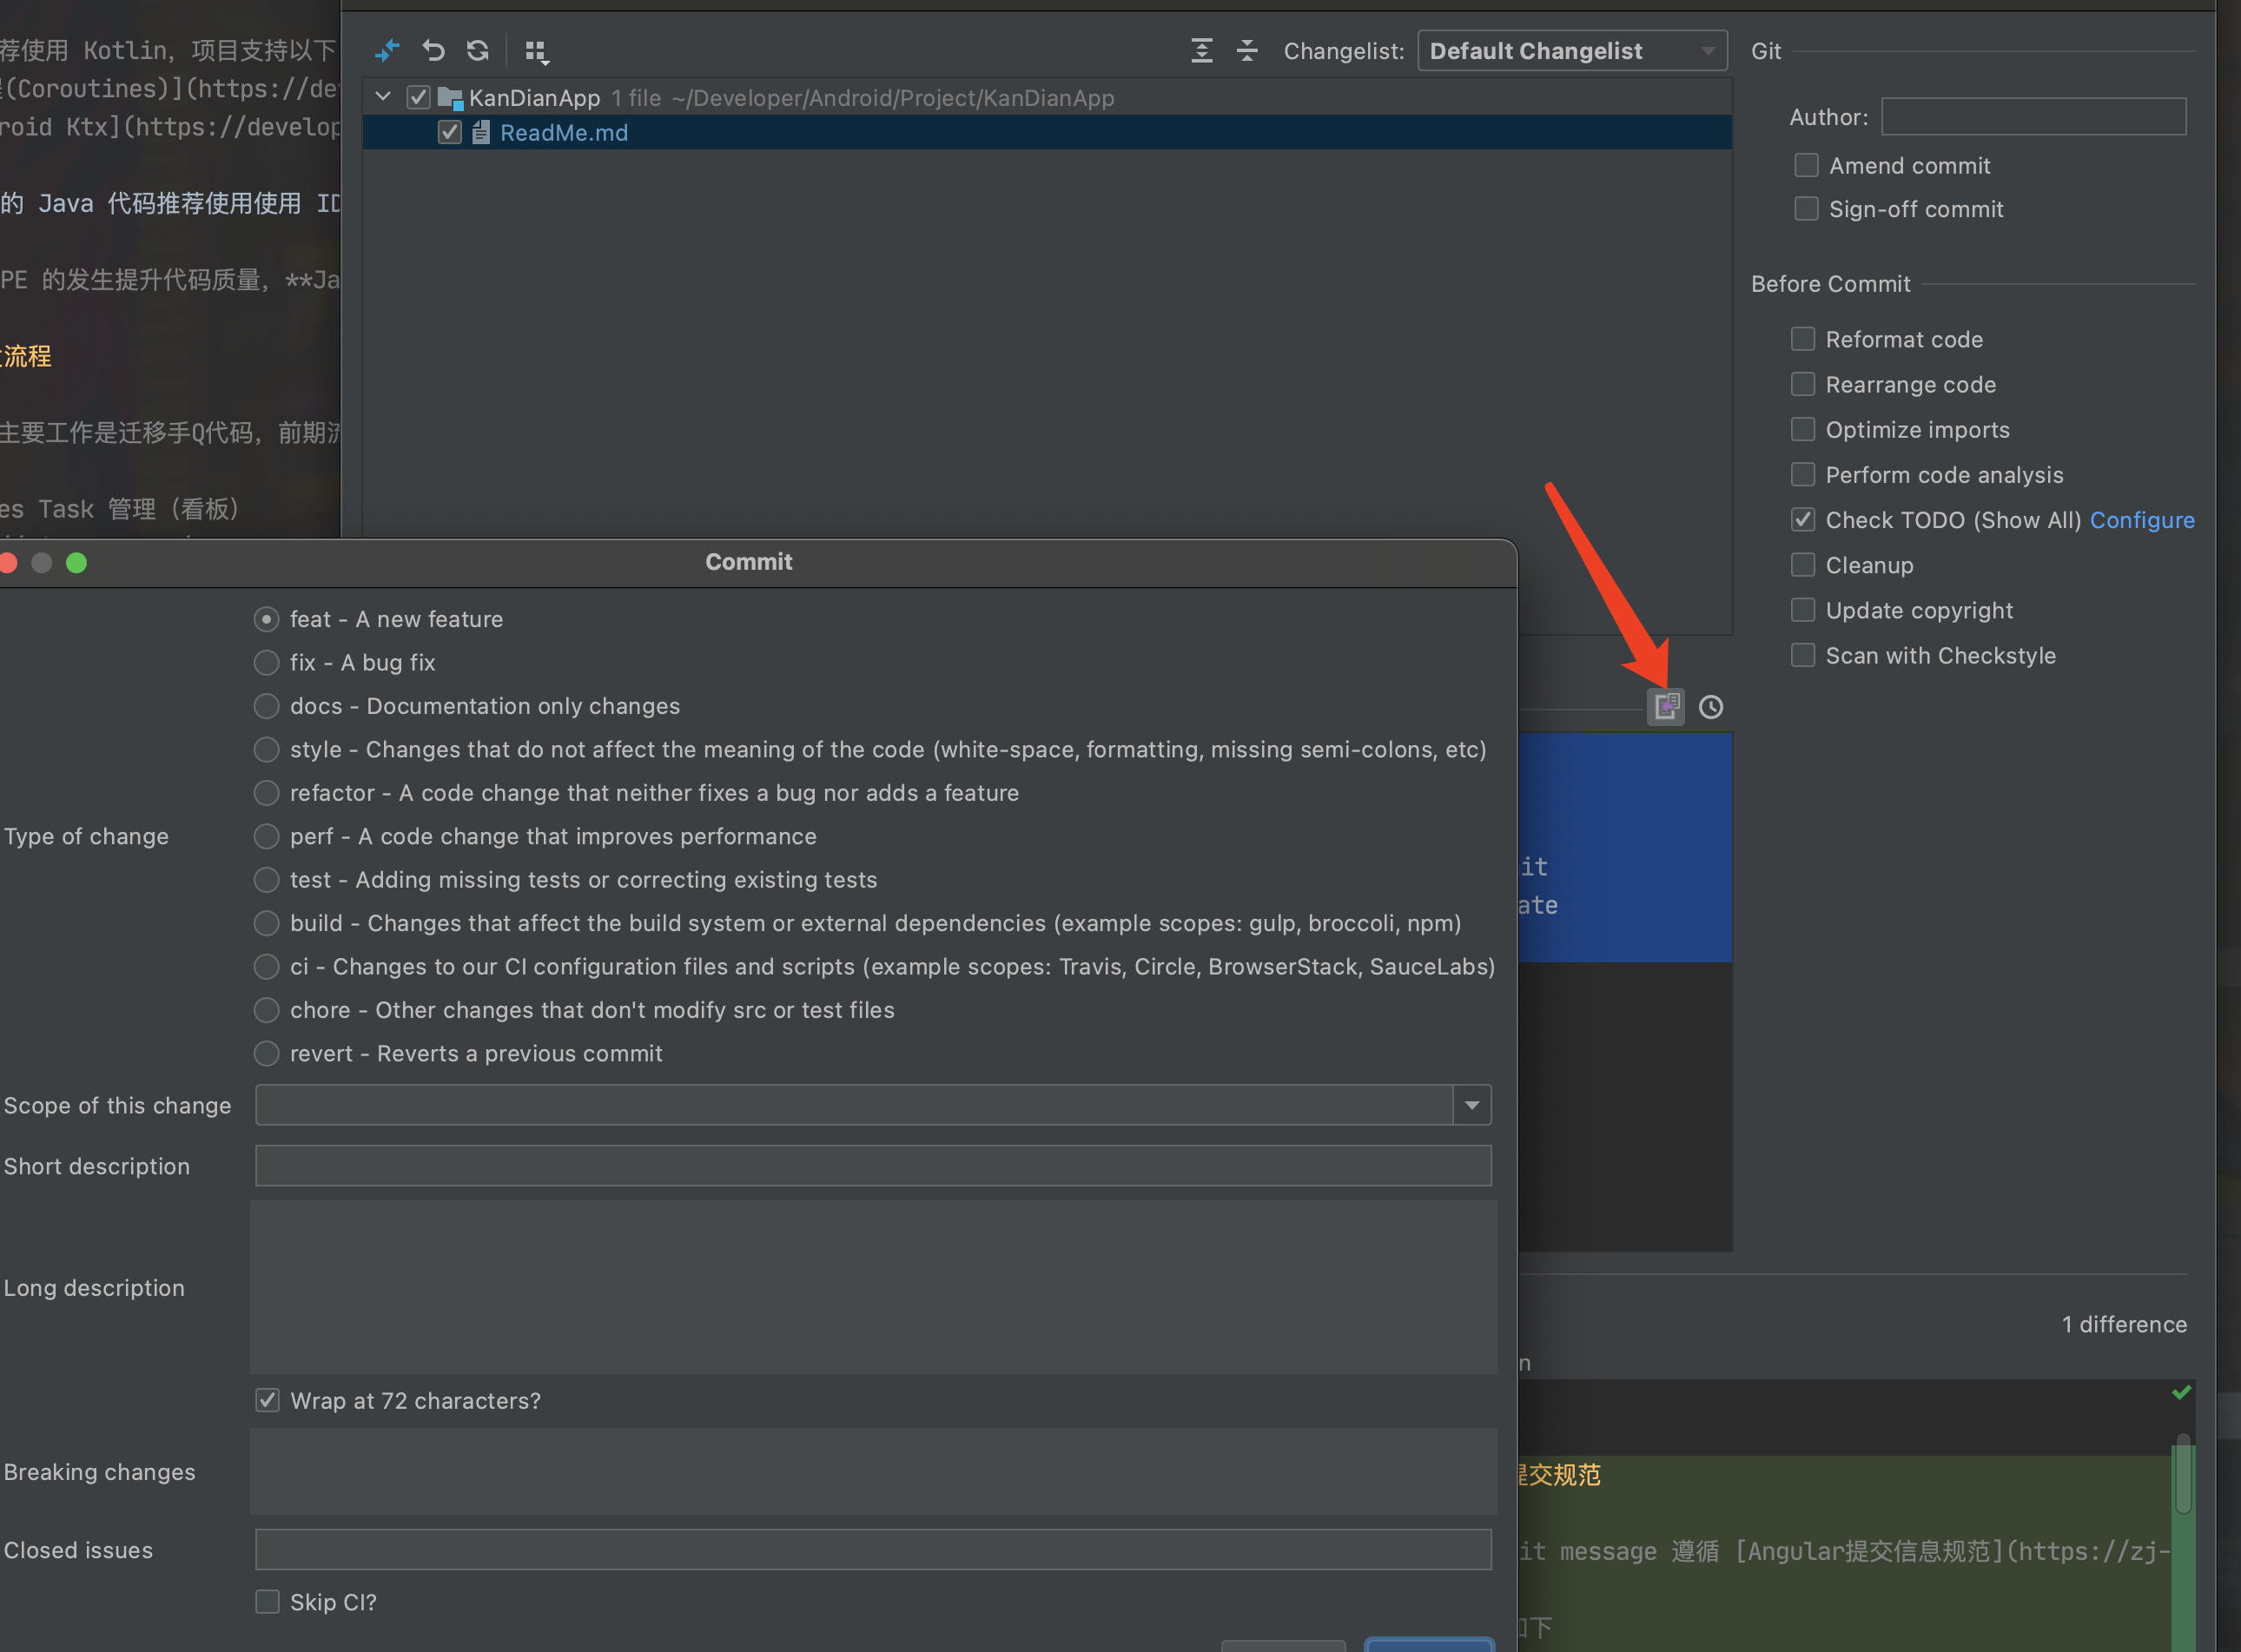 荐使用 Kotlin，项目支持以下
(Coroutines)](https://de
roid Ktx](https://develop
的 Java 代码推荐使用使用 ID
PE 的发生提升代码质量，**Ja
流程
主要工作是迁移手Q代码，前期
es Task 管理（看板）
Changelist: Default Changelist
KanDianApp 1 file ~/Developer/Android/Project/KanDianApp
ReadMe.md
Git
Author:
Amend commit
Sign-off commit
Before Commit
Reformat code
Rearrange code
Optimize imports
Perform code analysis
Check TODO (Show All) Configure
Cleanup
Update copyright
Scan with Checkstyle
Commit
Type of change
feat - A new feature
fix - A bug fix
docs - Documentation only changes
style - Changes that do not affect the meaning of the code (white-space, formatting, missing semi-colons, etc)
refactor - A code change that neither fixes a bug nor adds a feature
perf - A code change that improves performance
test - Adding missing tests or correcting existing tests
build - Changes that affect the build system or external dependencies (example scopes: gulp, broccoli, npm)
ci - Changes to our CI configuration files and scripts (example scopes: Travis, Circle, BrowserStack, SauceLabs)
chore - Other changes that don't modify src or test files
revert - Reverts a previous commit
Scope of this change
Short description
Long description
Wrap at 72 characters?
Breaking changes
Closed issues
Skip CI?
it
ate
1 difference
n
提交规范
it message 遵循 [Angular提交信息规范](https://zj-
如下